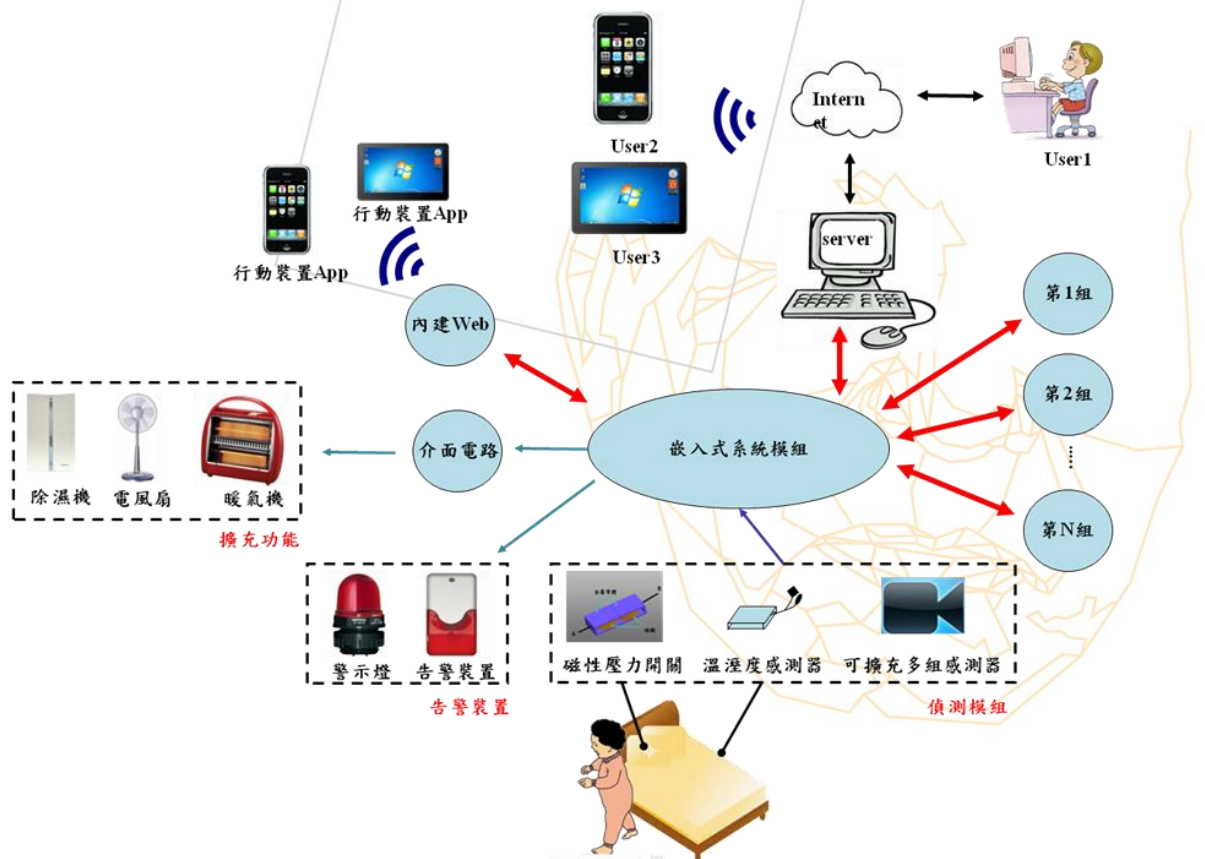 Intern
et
User1
User2
行動裝置App
User3
行動裝置App
server
內建Web
第1組
第2組
......
嵌入式系統模組
介面電路
除濕機
電風扇
暖氣機
擴充功能
第N組
警示燈
告警裝置
告警裝置
磁性壓力開關
溫溼度感測器
可擴充多組感測器
偵測模組